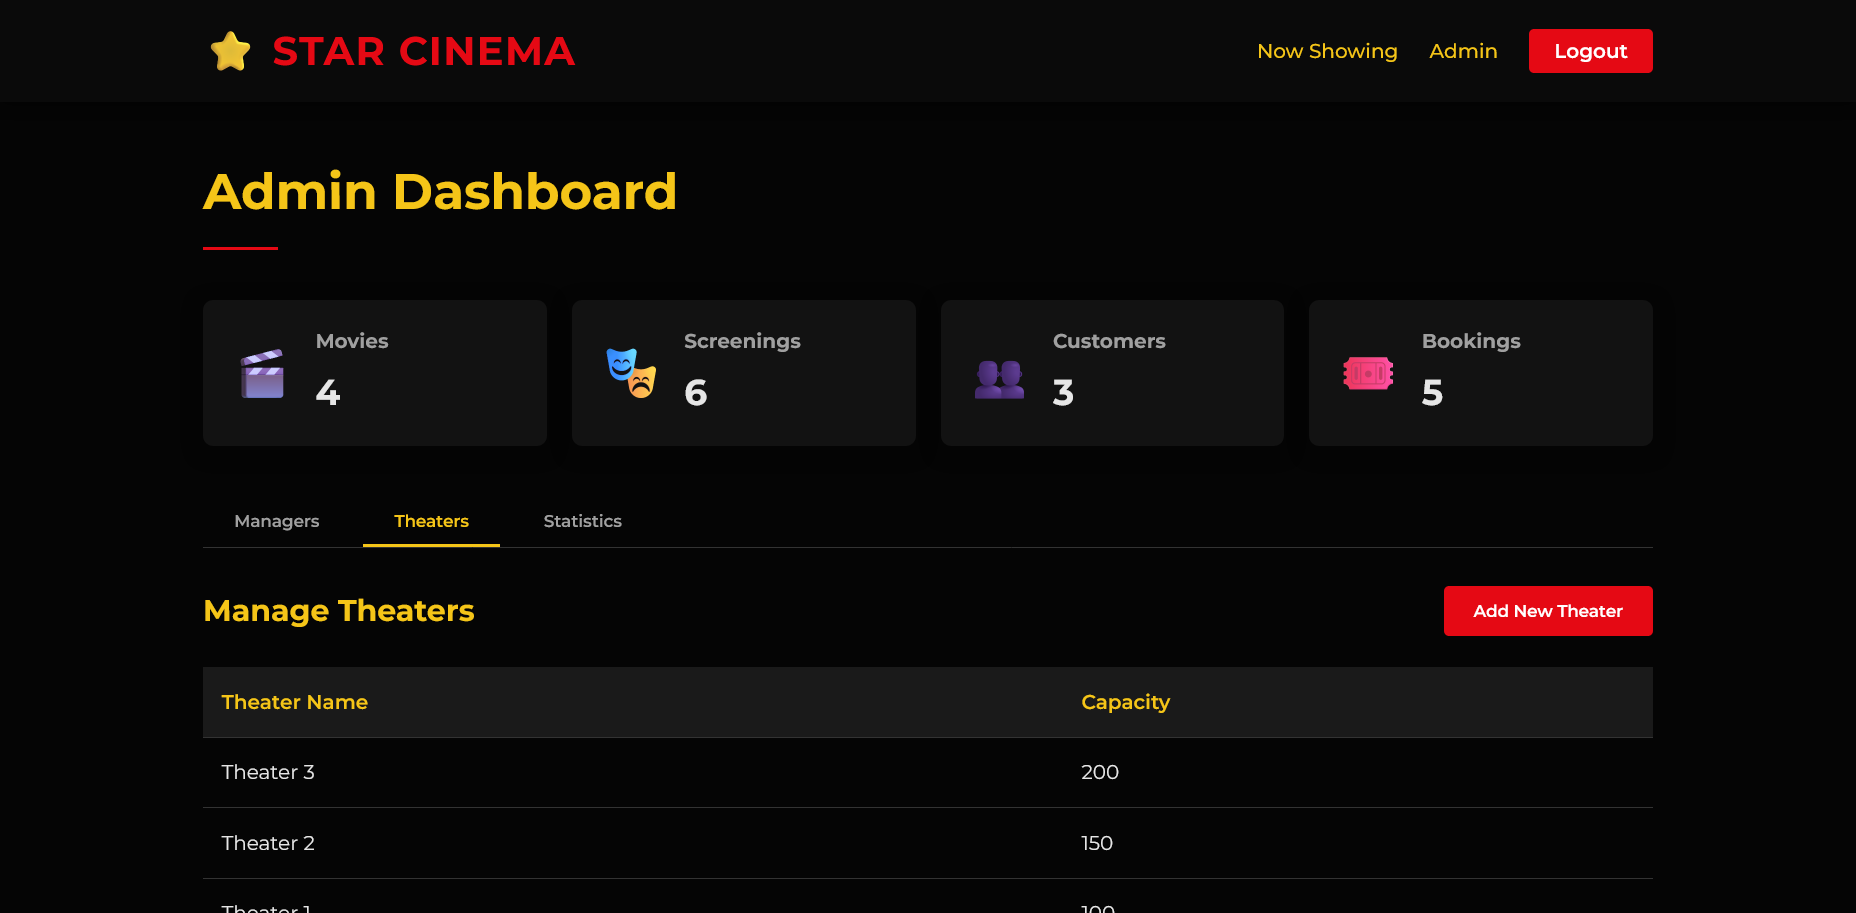 STAR CINEMA
Now Showing Admin Logout
Admin Dashboard
Movies
4
Screenings
6
Customers
3
Bookings
5
Managers Theaters Statistics
Manage Theaters
Add New Theater
Theater Name Capacity
Theater 3 200
Theater 2 150
Theater 1 100